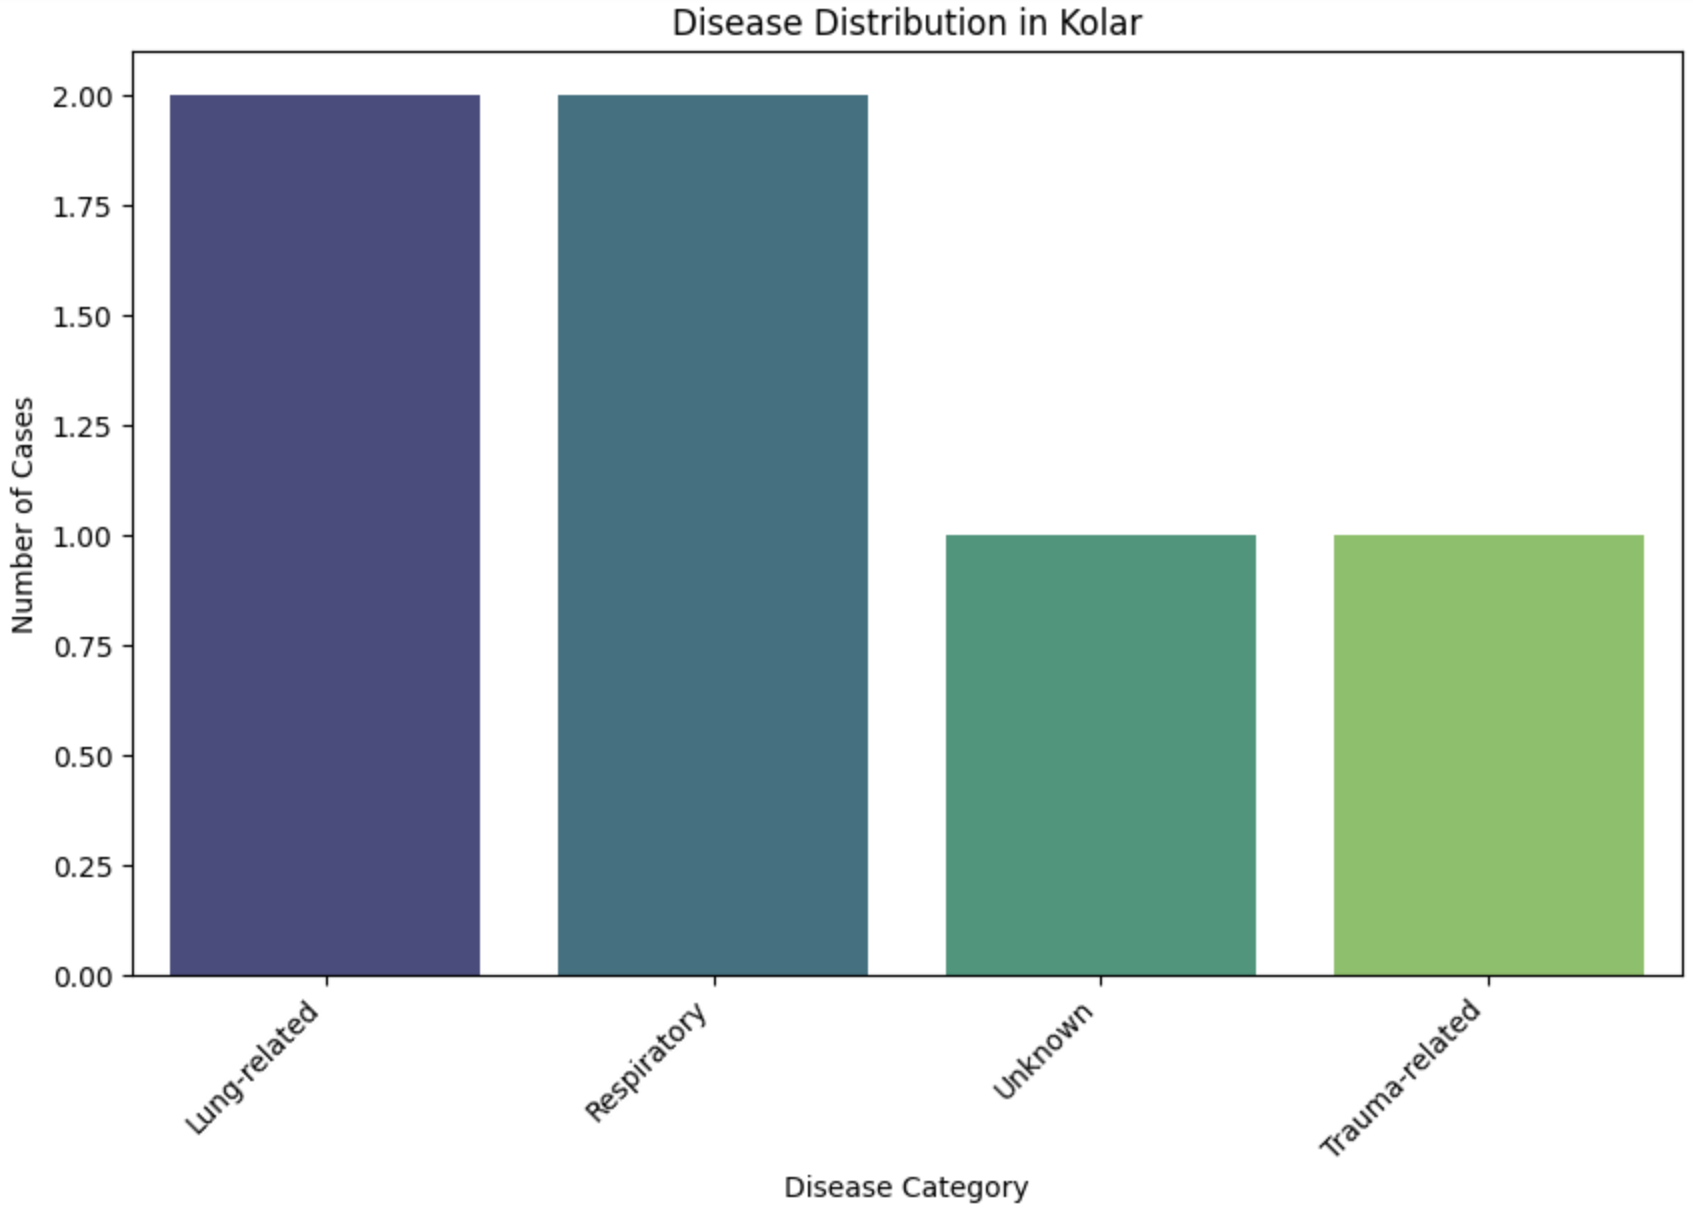 Disease Distribution in Kolar
Number of Cases
2.00
1.75
1.50
1.25
1.00
0.75
0.50
0.25
0.00
Lung-related
Respiratory
Unknown
Trauma-related
Disease Category